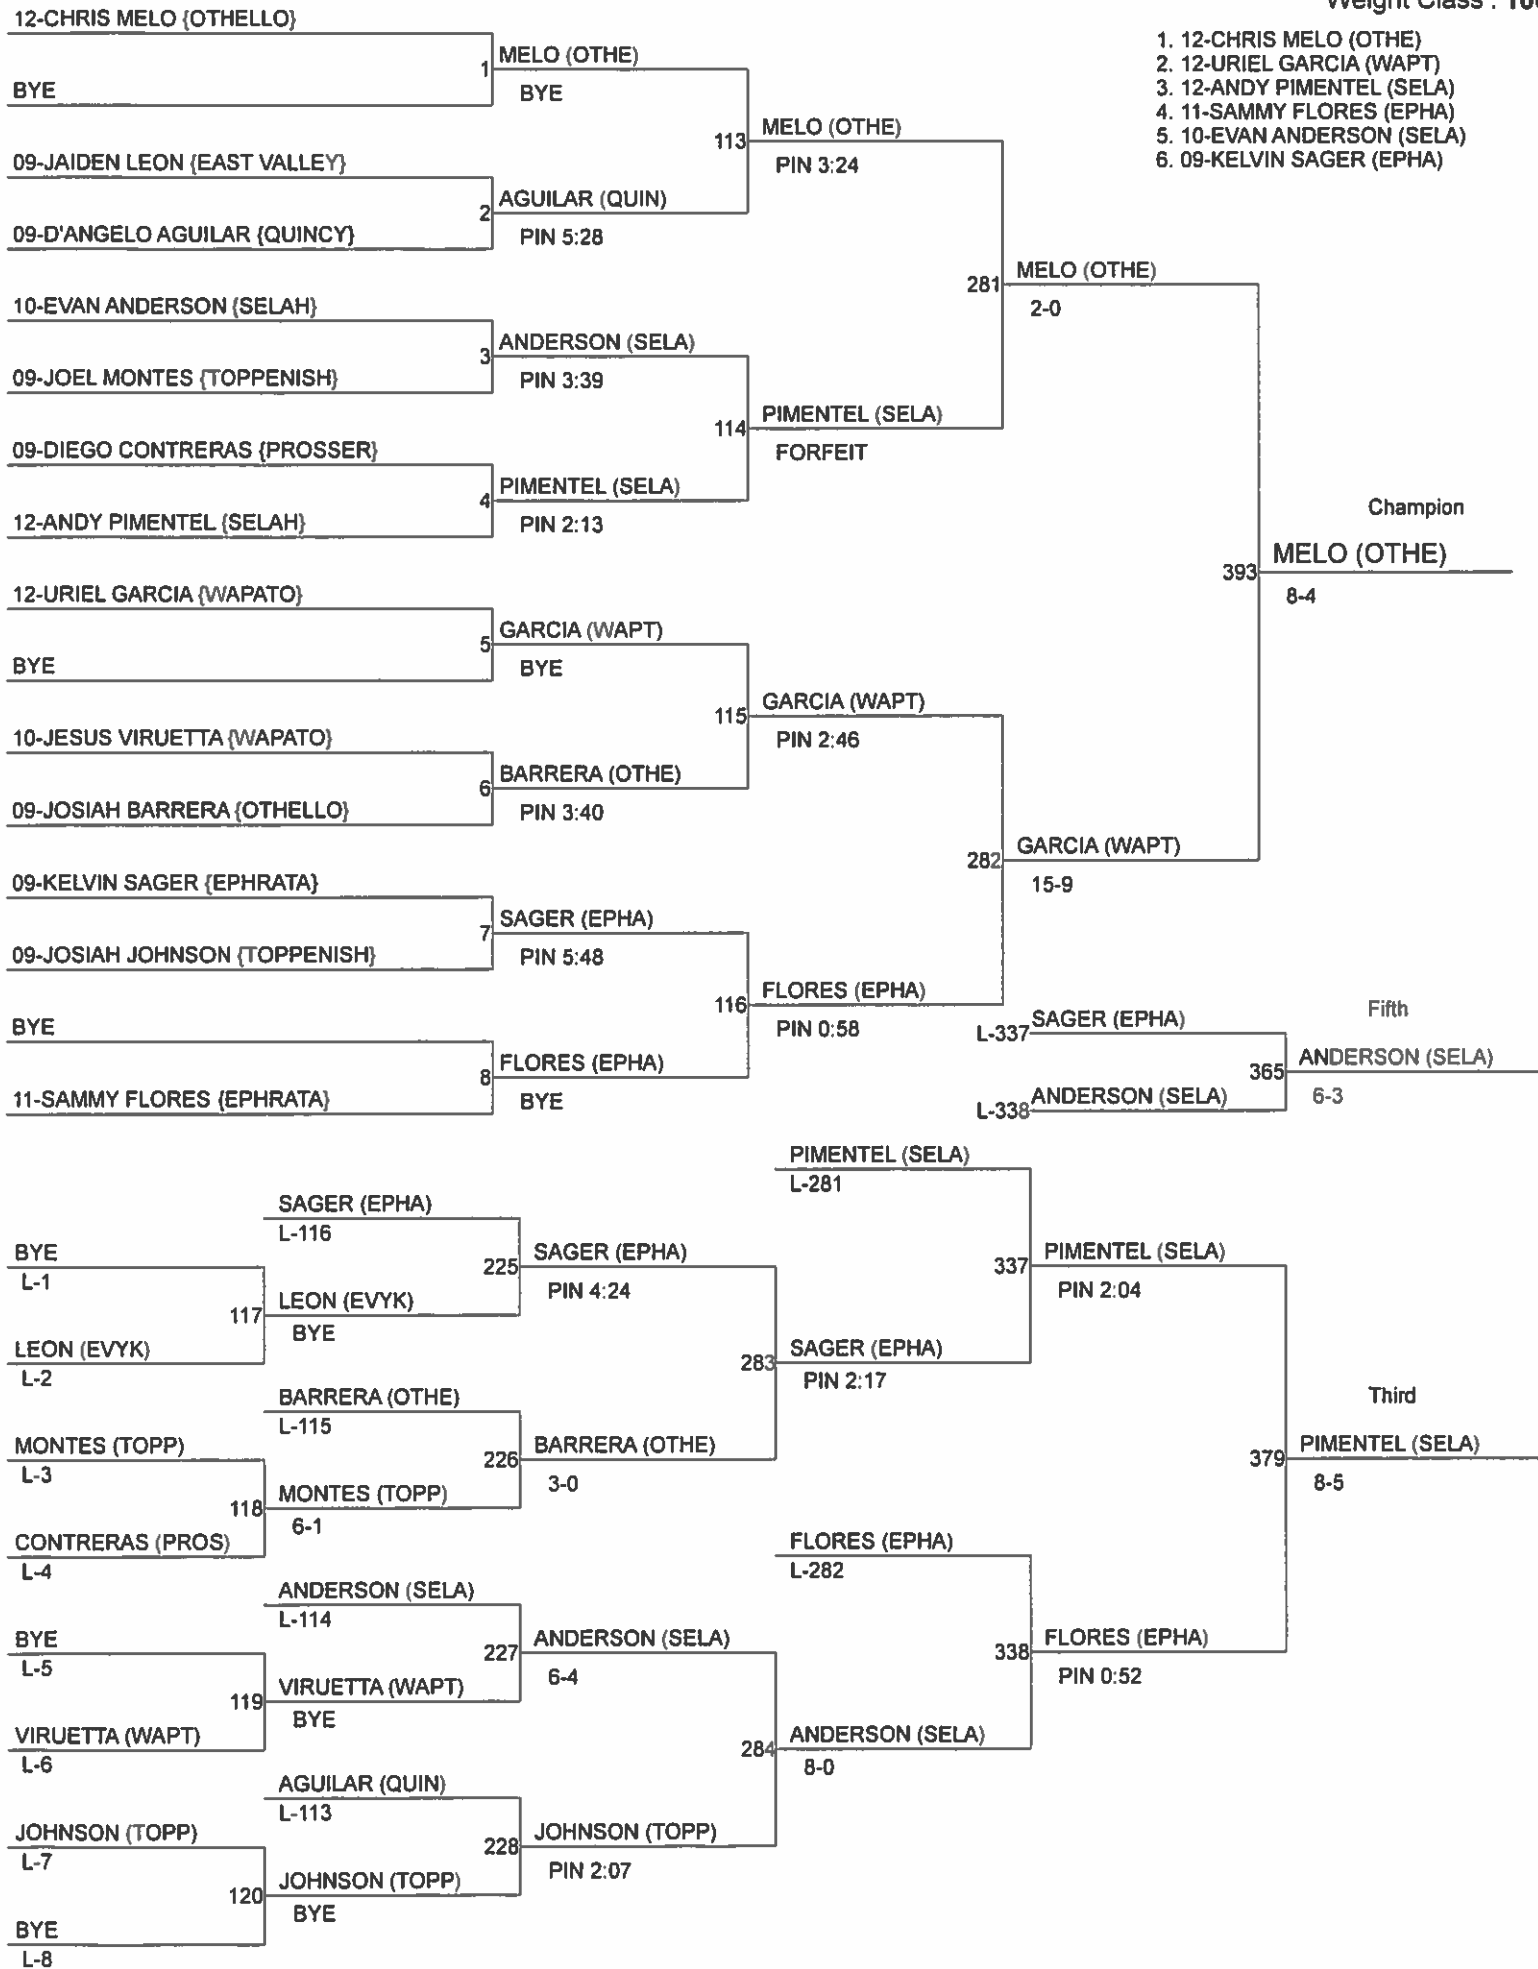 Weight Class :
1. 12-CHRIS MELO (OTHE)
2. 12-URIEL GARCIA (WAPT)
3. 12-ANDY PIMENTEL (SELA)
4. 11-SAMMY FLORES (EPHA)
5. 10-EVAN ANDERSON (SELA)
6. 09-KELVIN SAGER (EPHA)
12-CHRIS MELO {OTHELLO}
BYE
1
MELO (OTHE)
BYE
09-JAIDEN LEON {EAST VALLEY}
09-D'ANGELO AGUILAR {QUINCY}
2
AGUILAR (QUIN)
PIN 5:28
113
MELO (OTHE)
PIN 3:24
10-EVAN ANDERSON {SELAH}
09-JOEL MONTES {TOPPENISH}
3
ANDERSON (SELA)
PIN 3:39
09-DIEGO CONTRERAS {PROSSER}
12-ANDY PIMENTEL {SELAH}
4
PIMENTEL (SELA)
PIN 2:13
114
PIMENTEL (SELA)
FORFEIT
281
MELO (OTHE)
2-0
12-URIEL GARCIA {WAPATO}
BYE
5
GARCIA (WAPT)
BYE
10-JESUS VIRUETTA {WAPATO}
09-JOSIAH BARRERA {OTHELLO}
6
BARRERA (OTHE)
PIN 3:40
115
GARCIA (WAPT)
PIN 2:46
09-KELVIN SAGER {EPHRATA}
09-JOSIAH JOHNSON {TOPPENISH}
7
SAGER (EPHA)
PIN 5:48
BYE
11-SAMMY FLORES {EPHRATA}
8
FLORES (EPHA)
BYE
116
FLORES (EPHA)
PIN 0:58
282
GARCIA (WAPT)
15-9
Champion
393
MELO (OTHE)
8-4
Fifth
L-337
SAGER (EPHA)
L-338
ANDERSON (SELA)
365
ANDERSON (SELA)
6-3
BYE
L-1
LEON (EVYK)
L-2
117
LEON (EVYK)
BYE
SAGER (EPHA)
L-116
225
SAGER (EPHA)
PIN 4:24
MONTES (TOPP)
L-3
CONTRERAS (PROS)
L-4
118
MONTES (TOPP)
6-1
BARRERA (OTHE)
L-115
226
BARRERA (OTHE)
3-0
283
SAGER (EPHA)
PIN 2:17
PIMENTEL (SELA)
L-281
337
PIMENTEL (SELA)
PIN 2:04
BYE
L-5
VIRUETTA (WAPT)
L-6
119
VIRUETTA (WAPT)
BYE
ANDERSON (SELA)
L-114
227
ANDERSON (SELA)
6-4
JOHNSON (TOPP)
L-7
BYE
L-8
120
JOHNSON (TOPP)
BYE
AGUILAR (QUIN)
L-113
228
JOHNSON (TOPP)
PIN 2:07
284
ANDERSON (SELA)
8-0
FLORES (EPHA)
L-282
338
FLORES (EPHA)
PIN 0:52
Third
379
PIMENTEL (SELA)
8-5